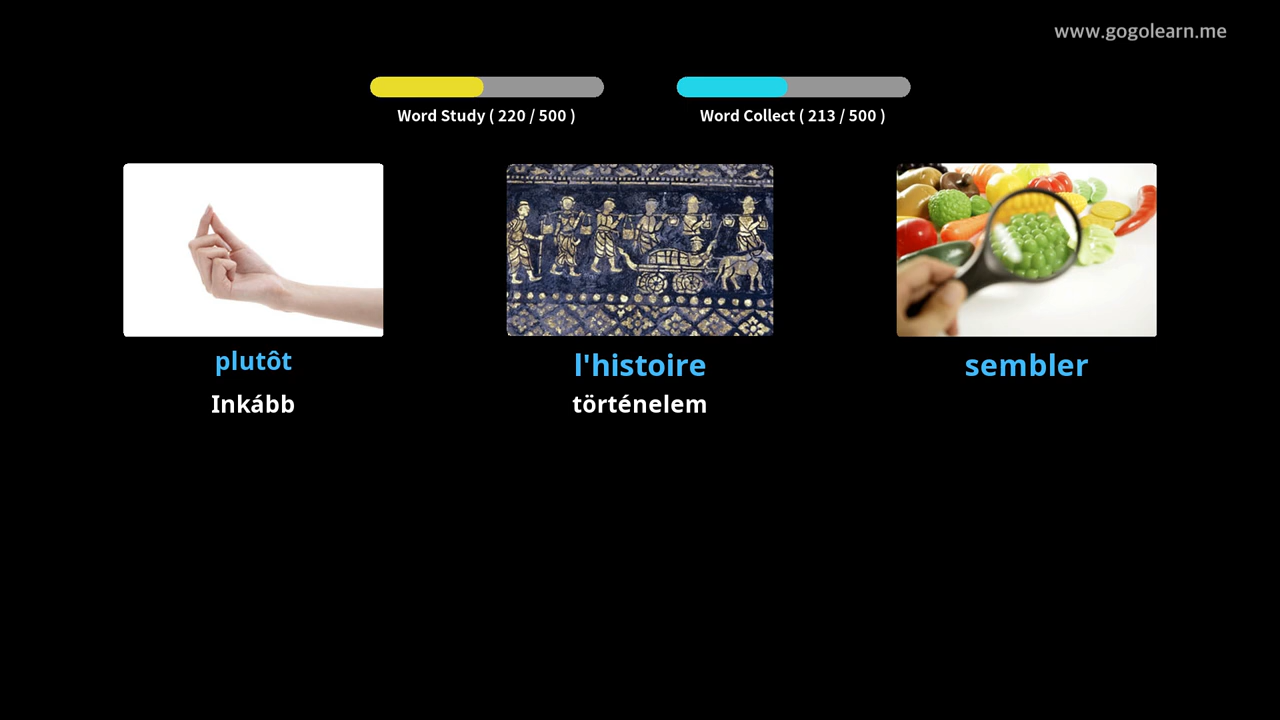 www.gogolearn.me
Word Study ( 220 / 500 )
Word Collect ( 213 / 500 )
plutôt
l'histoire
sembler
Inkább
történelem